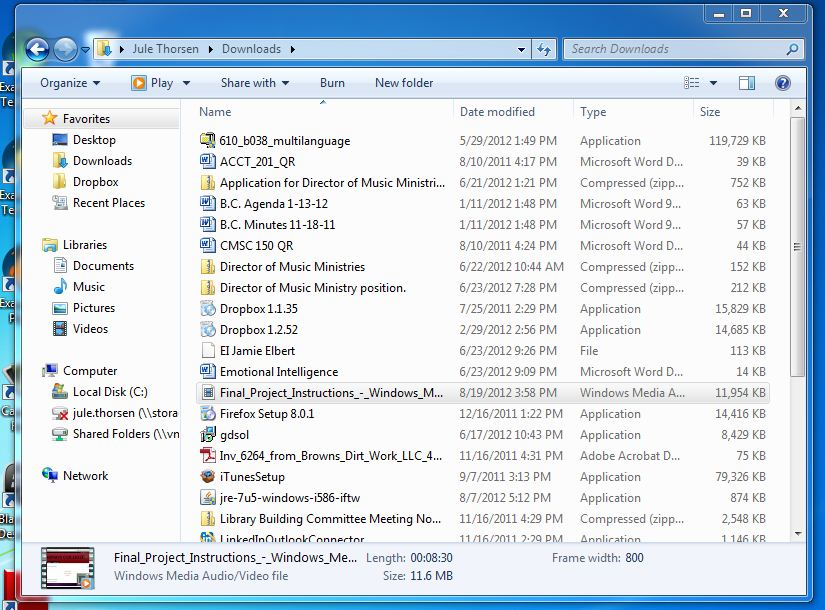 Jule Thorsen Downloads
Search Downloads
Organize Play Share with Burn New folder
Favorites
Desktop
Downloads
Dropbox
Recent Places
Libraries
Documents
Music
Pictures
Videos
Computer
Local Disk (C:)
jule.thorsen (\\stora
Shared Folders (\\vn
Network
Name Date modified Type Size
610_b038_multilanguage 5/29/2012 1:49 PM Application 119,729 KB
ACCT_201_QR 8/10/2011 4:17 PM Microsoft Word D... 39 KB
Application for Director of Music Ministri... 6/21/2012 1:21 PM Compressed (zipp... 752 KB
B.C. Agenda 1-13-12 1/11/2012 1:48 PM Microsoft Word 9... 63 KB
B.C. Minutes 11-18-11 1/11/2012 1:48 PM Microsoft Word 9... 57 KB
CMSC 150 QR 8/10/2011 4:24 PM Microsoft Word D... 44 KB
Director of Music Ministries 6/22/2012 10:44 AM Compressed (zipp... 152 KB
Director of Music Ministry position. 6/23/2012 7:28 PM Compressed (zipp... 212 KB
Dropbox 1.1.35 7/25/2011 2:29 PM Application 15,829 KB
Dropbox 1.2.52 2/29/2012 2:56 PM Application 14,685 KB
EI Jamie Elbert 6/23/2012 9:26 PM File 113 KB
Emotional Intelligence 6/23/2012 9:09 PM Microsoft Word D... 14 KB
Final_Project_Instructions_-_Windows_M... 8/19/2012 3:58 PM Windows Media A... 11,954 KB
Firefox Setup 8.0.1 12/16/2011 1:22 PM Application 14,416 KB
gdsol 6/17/2012 10:43 PM Application 8,429 KB
Inv_6264_from_Browns_Dirt_Work_LLC_4... 11/16/2011 4:31 PM Adobe Acrobat D... 75 KB
iTunesSetup 9/7/2011 3:13 PM Application 79,326 KB
jre-7u5-windows-i586-iftw 8/7/2012 5:12 PM Application 874 KB
Library Building Committee Meeting No... 11/16/2011 4:29 PM Compressed (zipp... 2,548 KB
LinkedInOutlookConnector 11/16/2011 2:29 PM Application 1,146 KB
Final_Project_Instructions_-_Windows_Me... Length: 00:08:30 Frame width: 800
Windows Media Audio/Video file Size: 11.6 MB